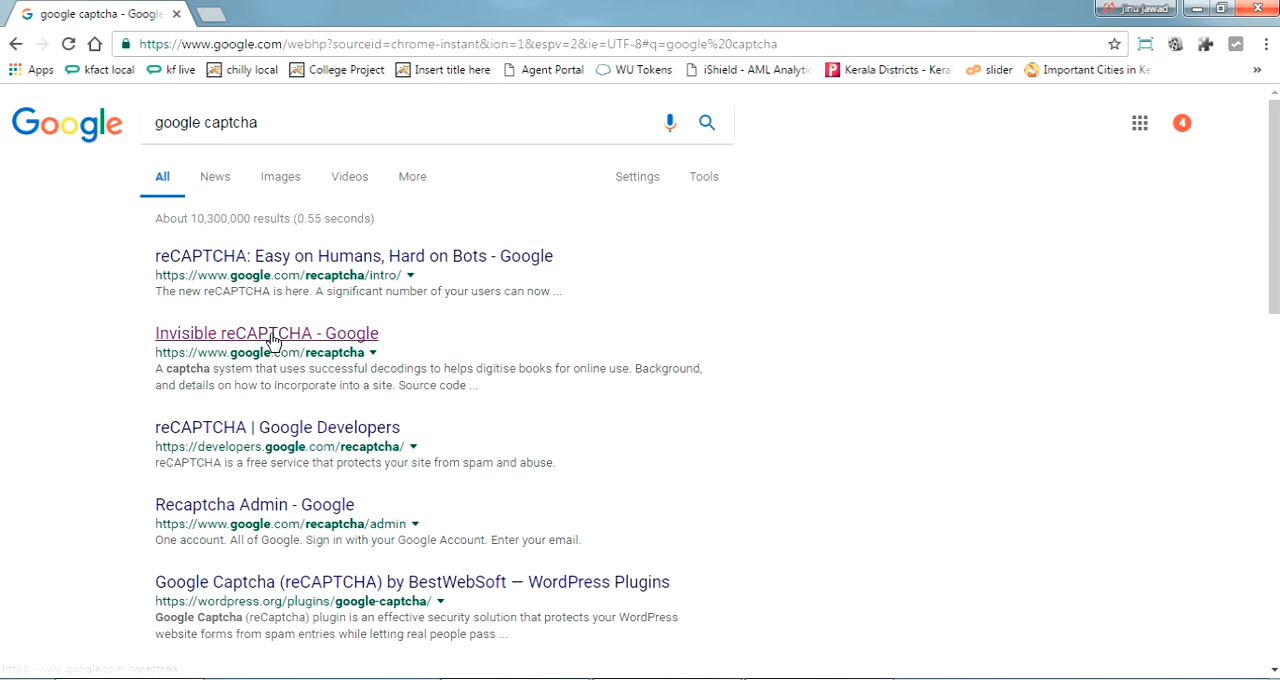 google captcha - Google
jinu jawad
https://www.google.com/webhp?sourceid=chrome-instant&ion=1&espv=2&ie=UTF-8#q=google%20captcha
Apps kfact local kf live chilly local College Project Insert title here Agent Portal WU Tokens iShield - AML Analytic Kerala Districts - Kera slider Important Cities in Ke »
Google google captcha 4
All News Images Videos More Settings Tools
About 10,300,000 results (0.55 seconds)
reCAPTCHA: Easy on Humans, Hard on Bots - Google
https://www.google.com/recaptcha/intro/
The new reCAPTCHA is here. A significant number of your users can now ...
Invisible reCAPTCHA - Google
https://www.google.com/recaptcha
A captcha system that uses successful decodings to helps digitise books for online use. Background,
and details on how to incorporate into a site. Source code ...
reCAPTCHA | Google Developers
https://developers.google.com/recaptcha/
reCAPTCHA is a free service that protects your site from spam and abuse.
Recaptcha Admin - Google
https://www.google.com/recaptcha/admin
One account. All of Google. Sign in with your Google Account. Enter your email.
Google Captcha (reCAPTCHA) by BestWebSoft — WordPress Plugins
https://wordpress.org/plugins/google-captcha/
Google Captcha (reCaptcha) plugin is an effective security solution that protects your WordPress
website forms from spam entries while letting real people pass ...
https://www.google.com/recaptcha